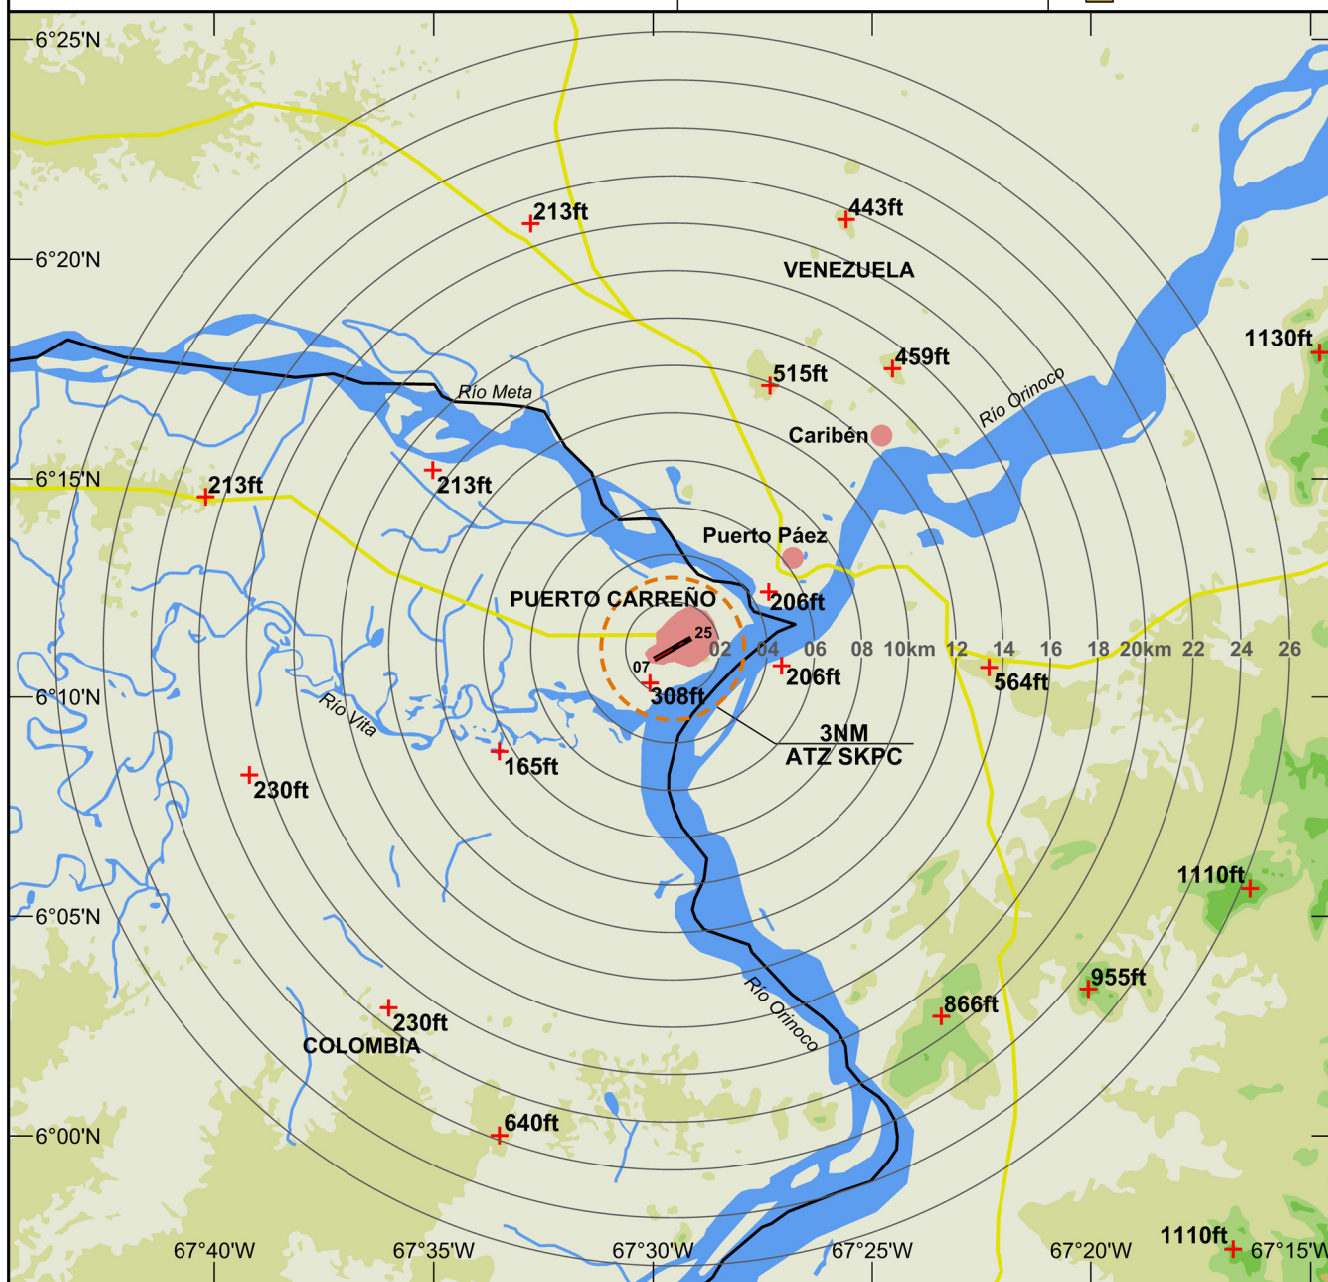 6°25'N
213ft
443ft
6°20'N
VENEZUELA
1130ft
459ft
515ft
Río Meta
Río Orinoco
Caribén
6°15'N
213ft
213ft
Puerto Páez
PUERTO CARREÑO
206ft
25
07
02 04 06 08 10km 12 14 16 18 20km 22 24 26
206ft
564ft
308ft
6°10'N
Río Vita
3NM
ATZ SKPC
165ft
230ft
1110ft
6°05'N
955ft
Río Orinoco
866ft
230ft
COLOMBIA
640ft
6°00'N
1110ft
67°40'W 67°35'W 67°30'W 67°25'W 67°20'W 67°15'W